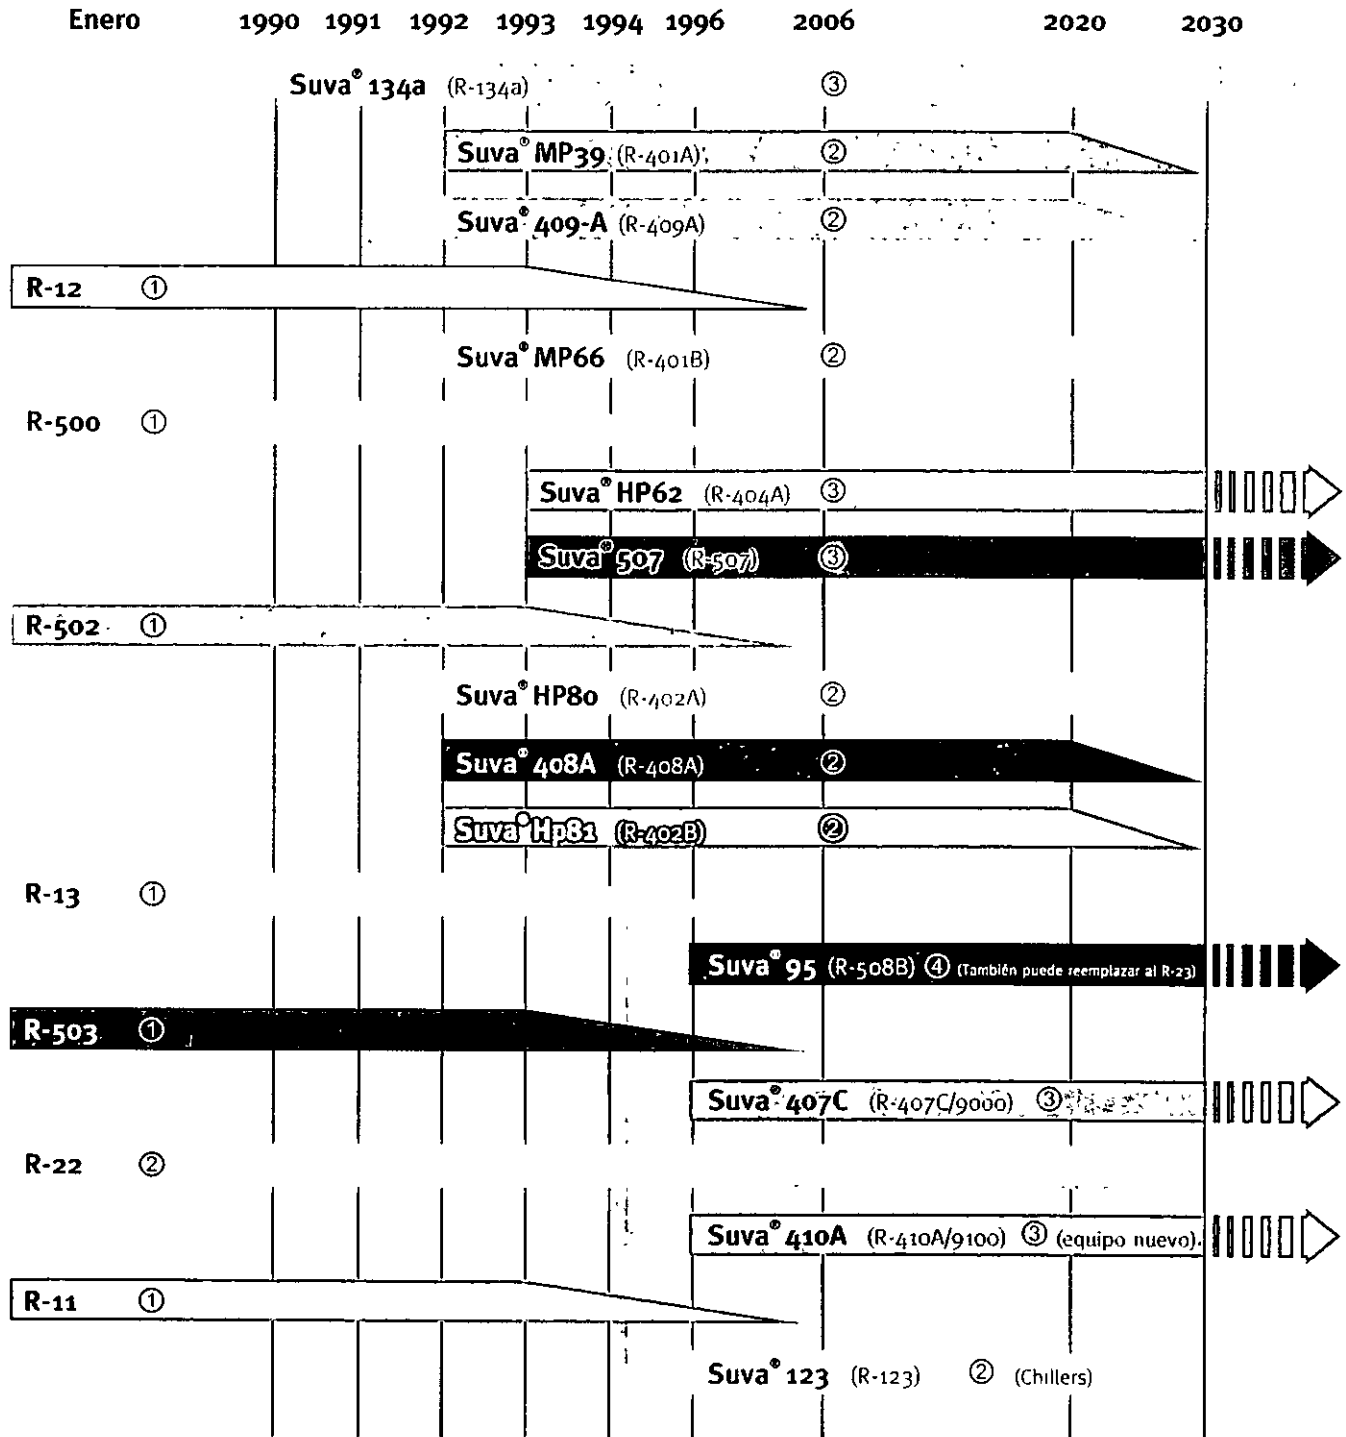 Enero 1990 1991 1992 1993 1994 1996 2006 2020 2030
Suva® 134a (R-134a) ③
Suva® MP39 (R-401A) ②
Suva® 409-A (R-409A) ②
R-12 ①
Suva® MP66 (R-401B) ②
R-500 ①
Suva® HP62 (R-404A) ③
Suva® 507 (R-507) ③
R-502 ①
Suva® HP80 (R-402A) ②
Suva® 408A (R-408A) ②
Suva® Hp81 (R-402B) ②
R-13 ①
Suva® 95 (R-508B) ④ (También puede reemplazar al R-23)
R-503 ①
Suva® 407C (R-407C/9000) ③
R-22 ②
Suva® 410A (R-410A/9100) ③ (equipo nuevo).
R-11 ①
Suva® 123 (R-123) ② (Chillers)